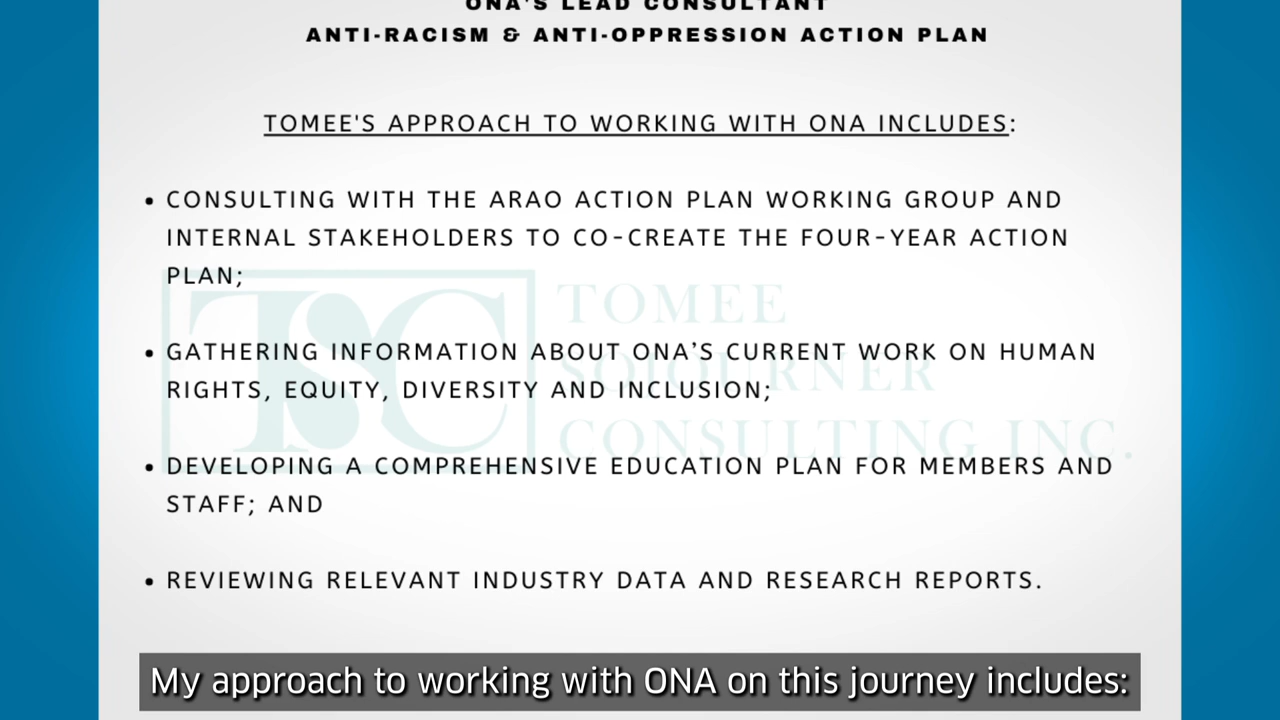 ONA'S LEAD CONSULTANT
ANTI-RACISM & ANTI-OPPRESSION ACTION PLAN
TOMEE'S APPROACH TO WORKING WITH ONA INCLUDES:
• CONSULTING WITH THE ARAO ACTION PLAN WORKING GROUP AND
INTERNAL STAKEHOLDERS TO CO-CREATE THE FOUR-YEAR ACTION
PLAN;
TSC
TOMEE
SOJOURNER
CONSULTING INC.
• GATHERING INFORMATION ABOUT ONA’S CURRENT WORK ON HUMAN
RIGHTS, EQUITY, DIVERSITY AND INCLUSION;
• DEVELOPING A COMPREHENSIVE EDUCATION PLAN FOR MEMBERS AND
STAFF; AND
• REVIEWING RELEVANT INDUSTRY DATA AND RESEARCH REPORTS.
My approach to working with ONA on this journey includes: